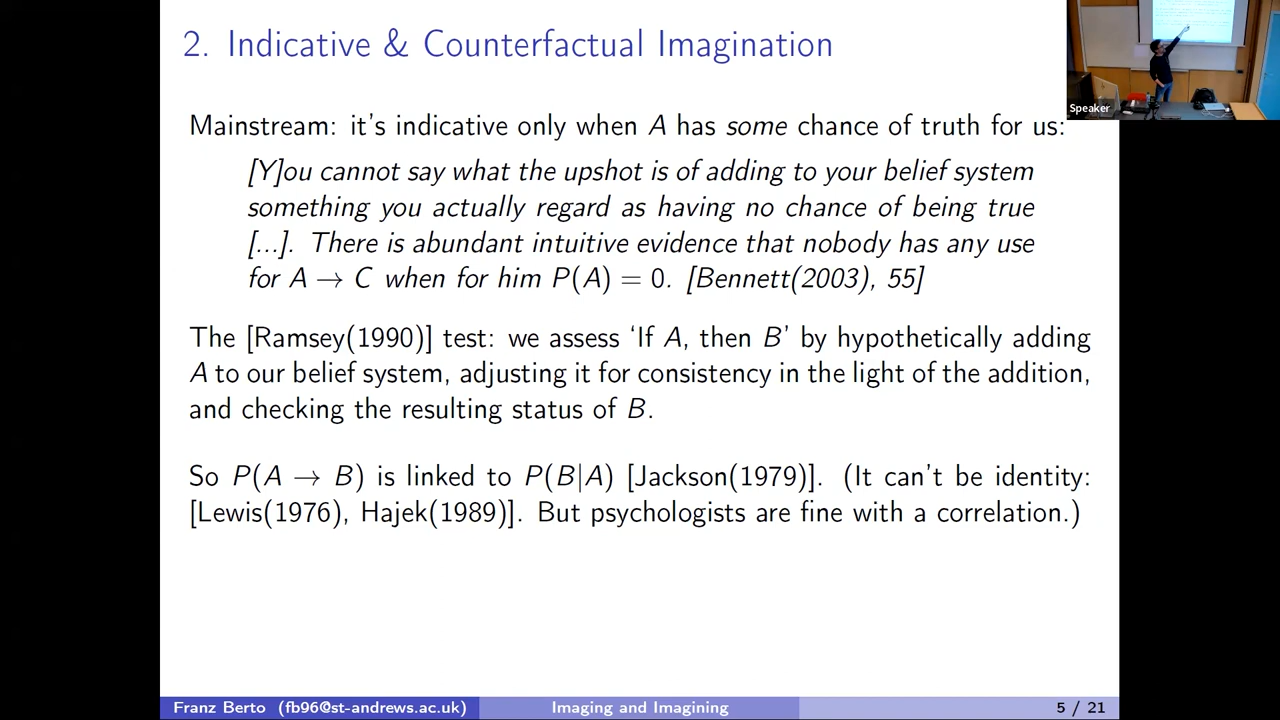 2. Indicative & Counterfactual Imagination
Speaker
Mainstream: it's indicative only when A has some chance of truth for us:
[Y]ou cannot say what the upshot is of adding to your belief system
something you actually regard as having no chance of being true
[...]. There is abundant intuitive evidence that nobody has any use
for A → C when for him P(A) = 0. [Bennett(2003), 55]
The [Ramsey(1990)] test: we assess ‘If A, then B’ by hypothetically adding
A to our belief system, adjusting it for consistency in the light of the addition,
and checking the resulting status of B.
So P(A → B) is linked to P(B|A) [Jackson(1979)]. (It can't be identity:
[Lewis(1976), Hajek(1989)]. But psychologists are fine with a correlation.)
Franz Berto (fb96@st-andrews.ac.uk) Imaging and Imagining 5 / 21